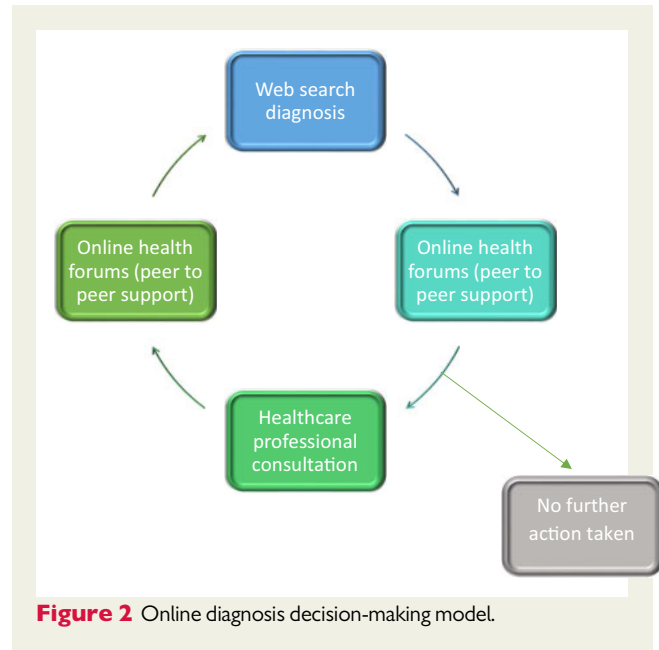 Web search
diagnosis
Online health
forums (peer to
peer support)
Online health
forums (peer to
peer support)
Healthcare
professional
consultation
No further
action taken
Figure 2 Online diagnosis decision-making model.